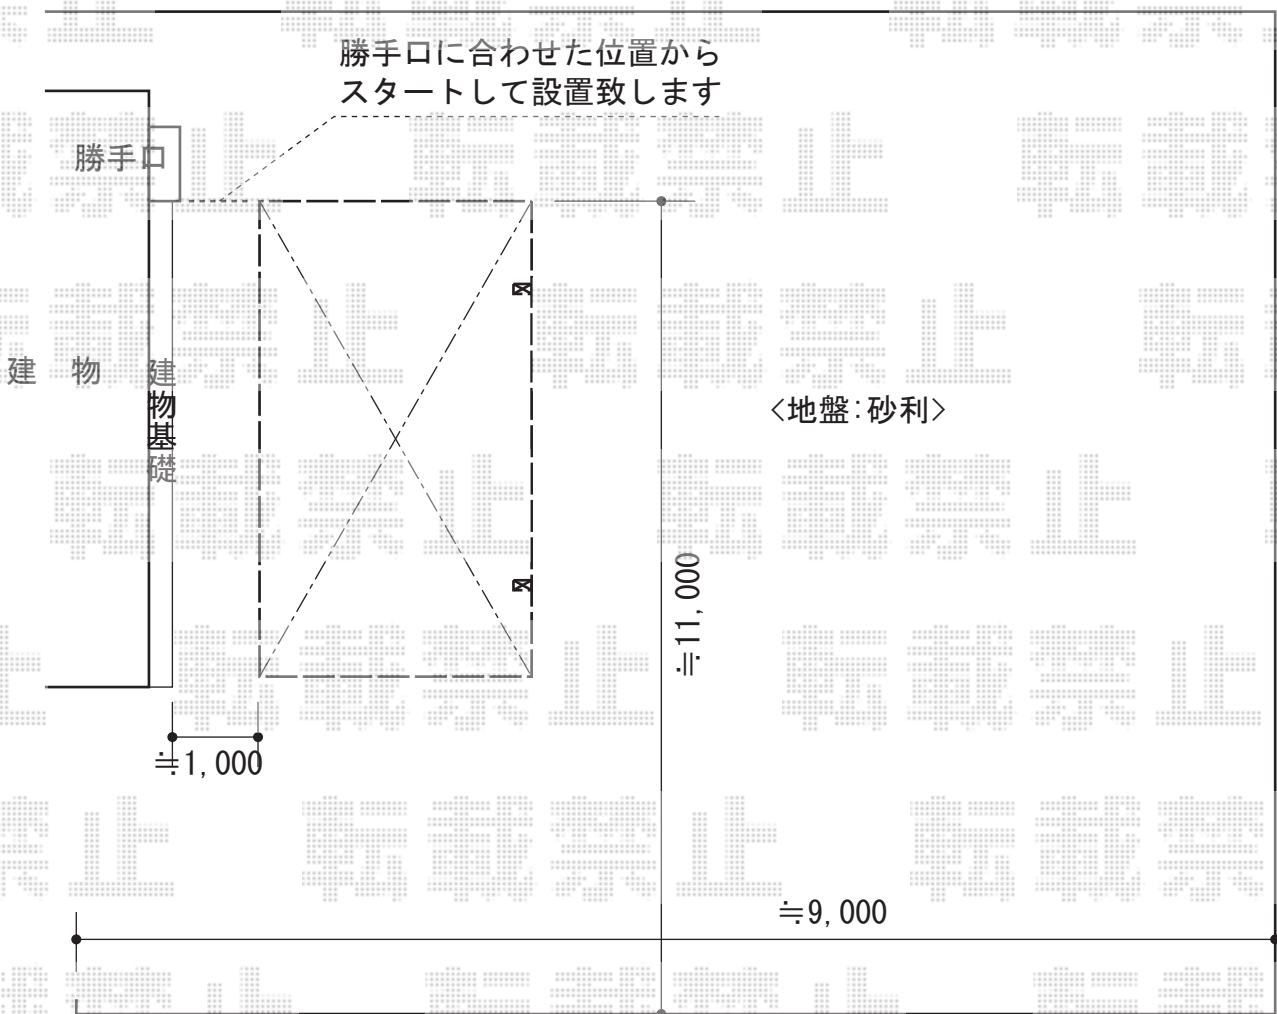 勝手口に合わせた位置から
スタートして設置致します
勝手口
建 物
建物基礎
<地盤:砂利>
≒11,000
≒1,000
≒9,000
転載禁止